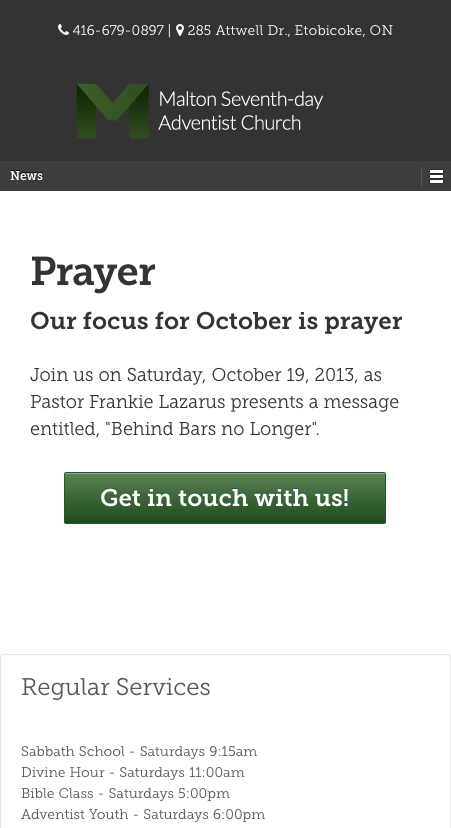 416-679-0897 | 285 Attwell Dr., Etobicoke, ON
Malton Seventh-day
Adventist Church
News
Prayer
Our focus for October is prayer
Join us on Saturday, October 19, 2013, as
Pastor Frankie Lazarus presents a message
entitled, "Behind Bars no Longer".
Get in touch with us!
Regular Services
Sabbath School - Saturdays 9:15am
Divine Hour - Saturdays 11:00am
Bible Class - Saturdays 5:00pm
Adventist Youth - Saturdays 6:00pm